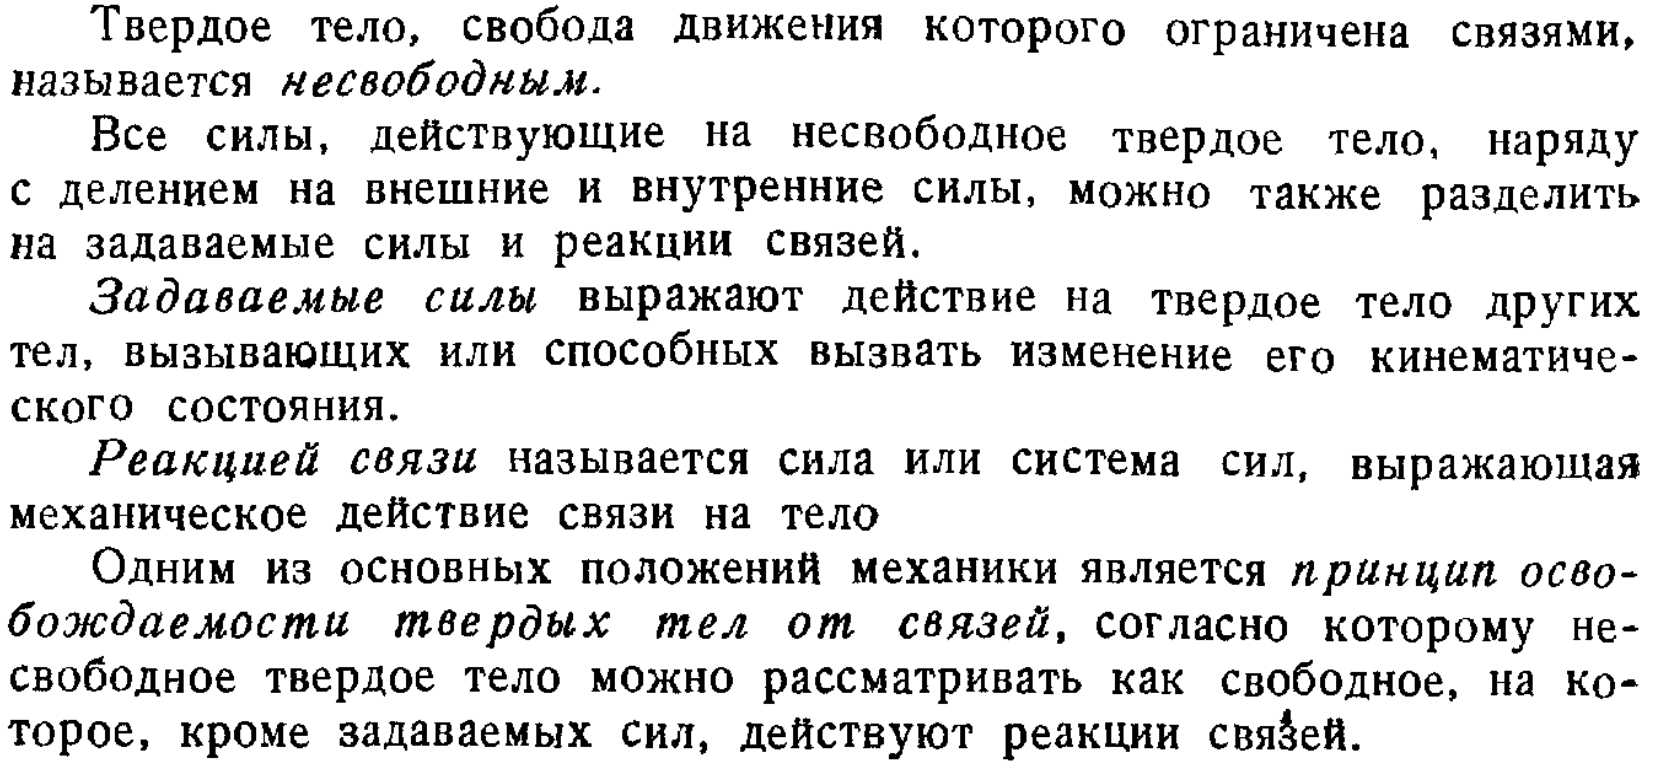 Твердое тело, свобода движения которого ограничена связями,
называется несвободным.
Все силы, действующие на несвободное твердое тело, наряду
с делением на внешние и внутренние силы, можно также разделить
на задаваемые силы и реакции связей.
Задаваемые силы выражают действие на твердое тело других
тел, вызывающих или способных вызвать изменение его кинематиче-
ского состояния.
Реакцией связи называется сила или система сил, выражающая
механическое действие связи на тело
Одним из основных положений механики является принцип осво-
бождаемости твердых тел от связей, согласно которому не-
свободное твердое тело можно рассматривать как свободное, на ко-
торое, кроме задаваемых сил, действуют реакции связей.